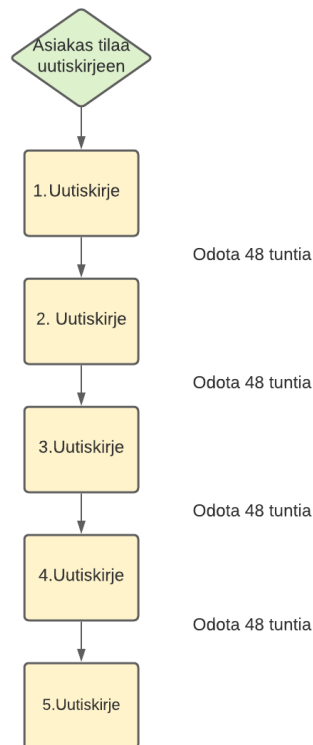 Asiakas tilaa
uutiskirjeen
1.Uutiskirje
Odota 48 tuntia
2. Uutiskirje
Odota 48 tuntia
3.Uutiskirje
Odota 48 tuntia
4.Uutiskirje
Odota 48 tuntia
5.Uutiskirje